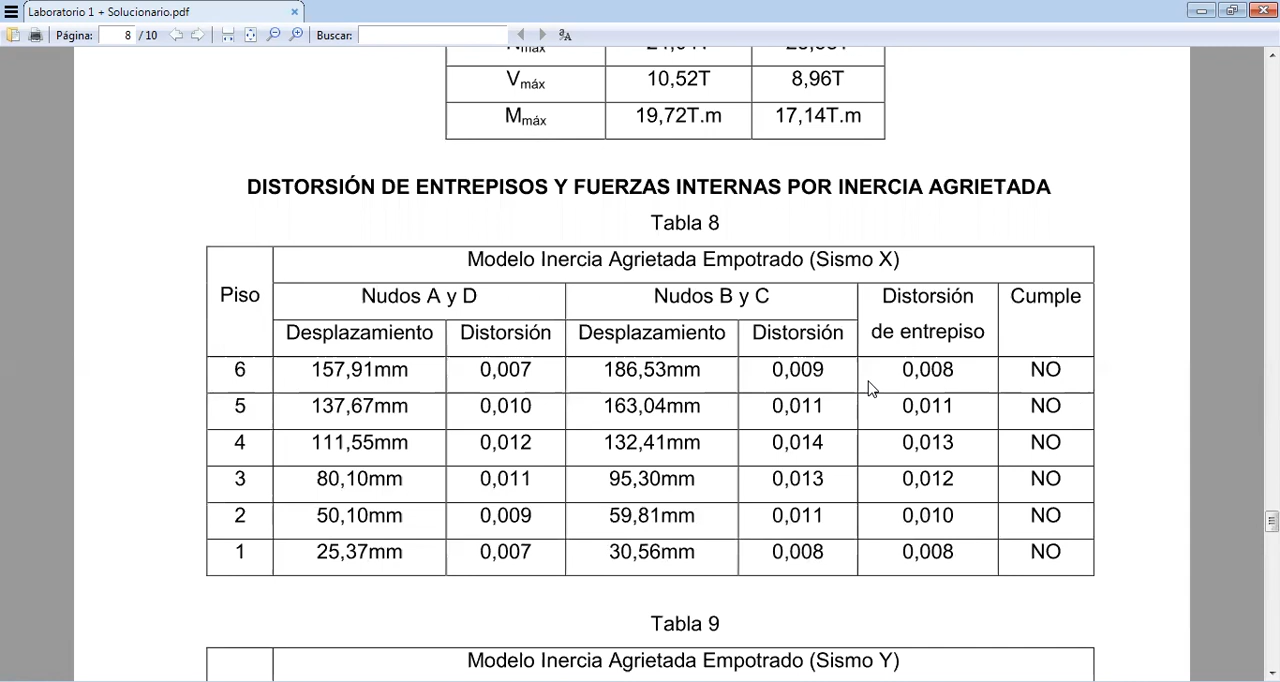 Laboratorio 1 + Solucionario.pdf
Página: 8 / 10 Buscar:
Vmáx 10,52T 8,96T
Mmáx 19,72T.m 17,14T.m
DISTORSIÓN DE ENTREPISOS Y FUERZAS INTERNAS POR INERCIA AGRIETADA
Tabla 8
Modelo Inercia Agrietada Empotrado (Sismo X)
Piso Nudos A y D Nudos B y C Distorsión de entrepiso Cumple
Desplazamiento Distorsión Desplazamiento Distorsión
6 157,91mm 0,007 186,53mm 0,009 0,008 NO
5 137,67mm 0,010 163,04mm 0,011 0,011 NO
4 111,55mm 0,012 132,41mm 0,014 0,013 NO
3 80,10mm 0,011 95,30mm 0,013 0,012 NO
2 50,10mm 0,009 59,81mm 0,011 0,010 NO
1 25,37mm 0,007 30,56mm 0,008 0,008 NO
Tabla 9
Modelo Inercia Agrietada Empotrado (Sismo Y)